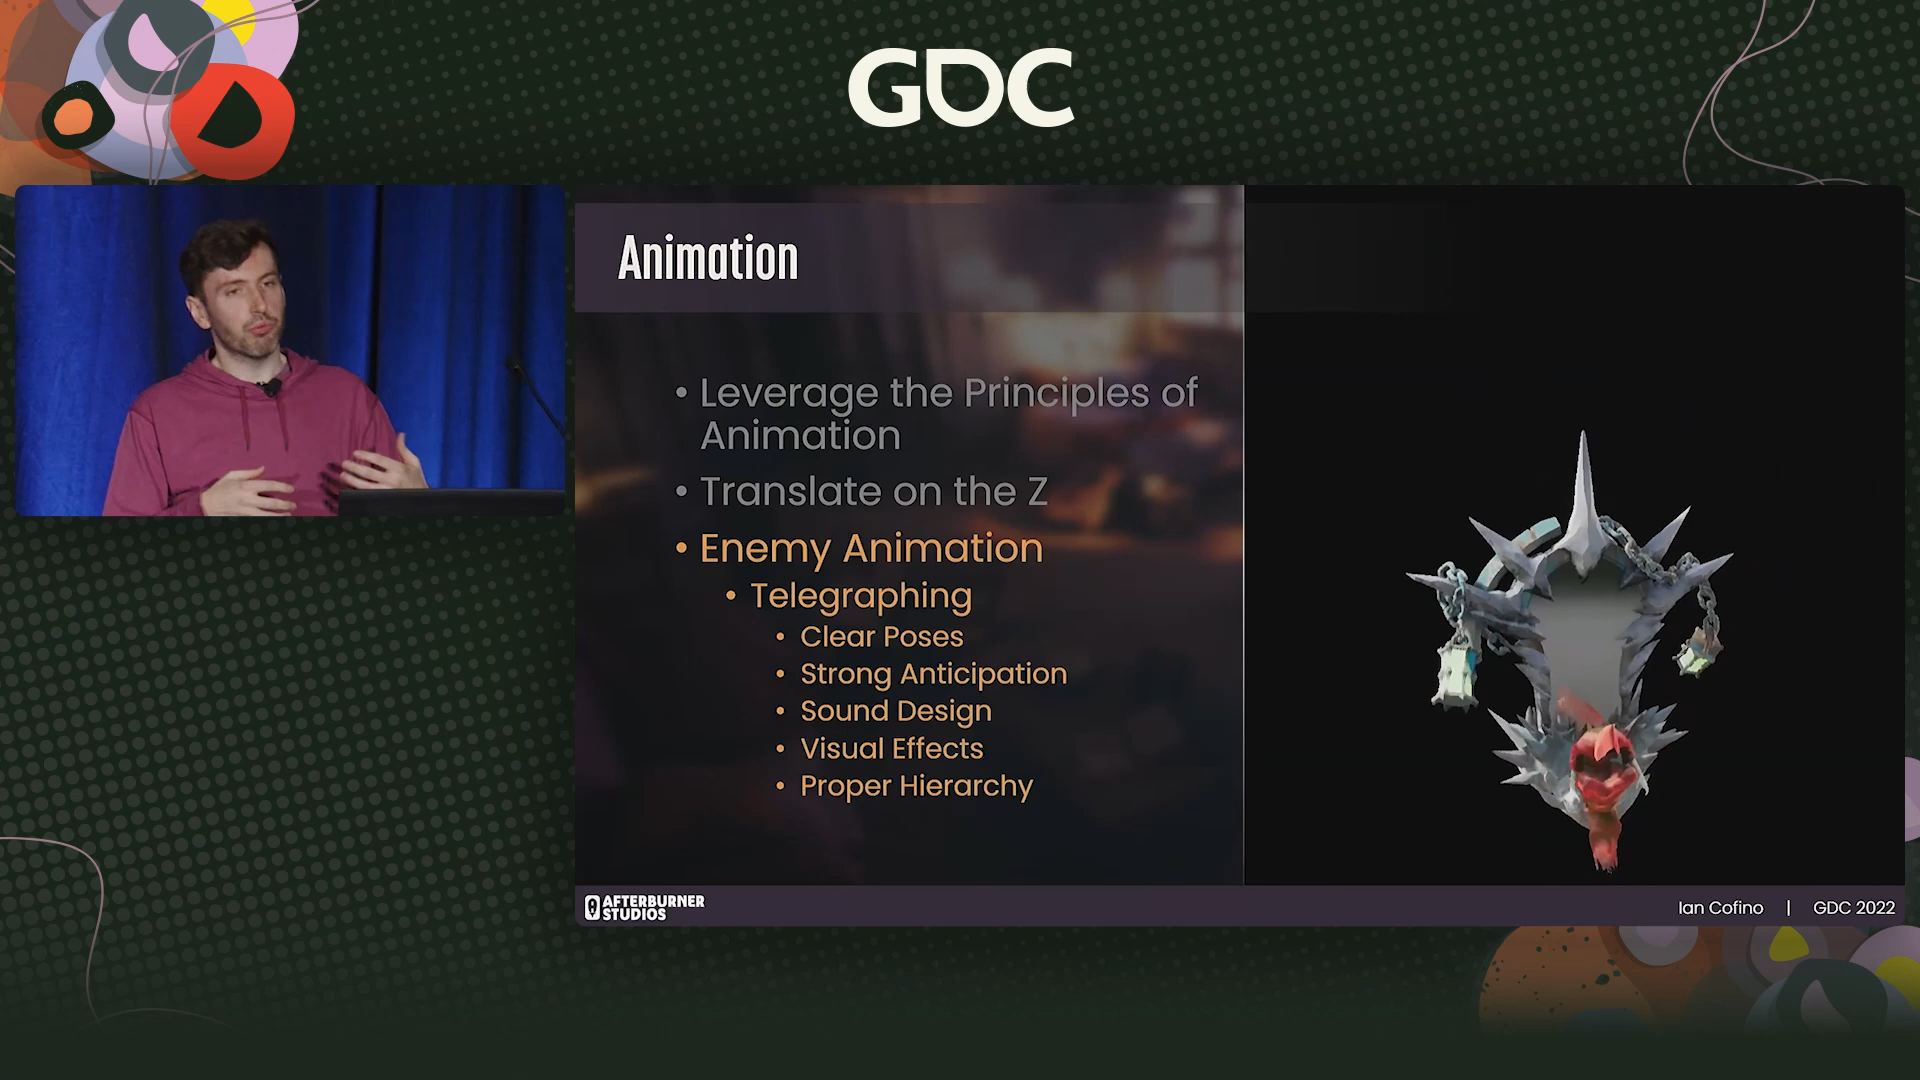 GDC
Animation
• Leverage the Principles of
Animation
• Translate on the Z
• Enemy Animation
• Telegraphing
• Clear Poses
• Strong Anticipation
• Sound Design
• Visual Effects
• Proper Hierarchy
AFTERBURNER
STUDIOS
Ian Cofino | GDC 2022